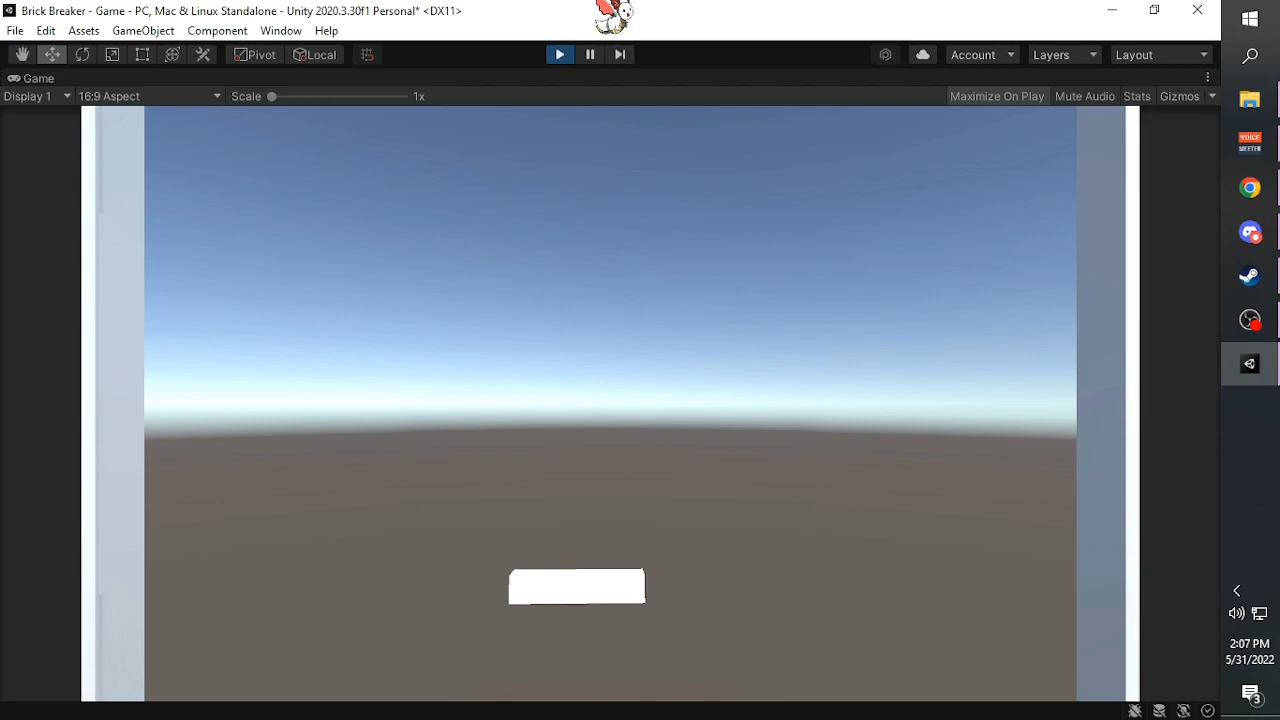 Brick Breaker - Game - PC, Mac & Linux Standalone - Unity 2020.3.30f1 Personal* <DX11>
File Edit Assets GameObject Component Window Help
Pivot Local Account Layers Layout
Game
Display 1 16:9 Aspect Scale 1x Maximize On Play Mute Audio Stats Gizmos
VOICE
MEETER
2:07 PM
5/31/2022
3